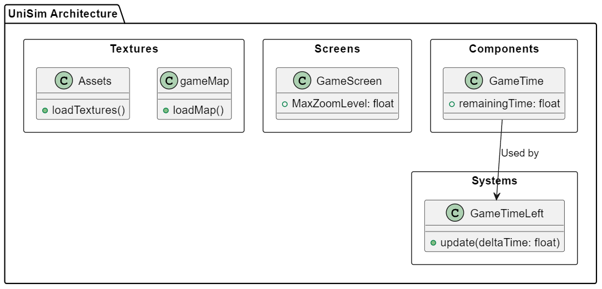 UniSim Architecture
Textures
Screens
Components
C Assets
C gameMap
C GameScreen
C GameTime
loadTextures()
loadMap()
MaxZoomLevel: float
remainingTime: float
Used by
Systems
C GameTimeLeft
update(deltaTime: float)